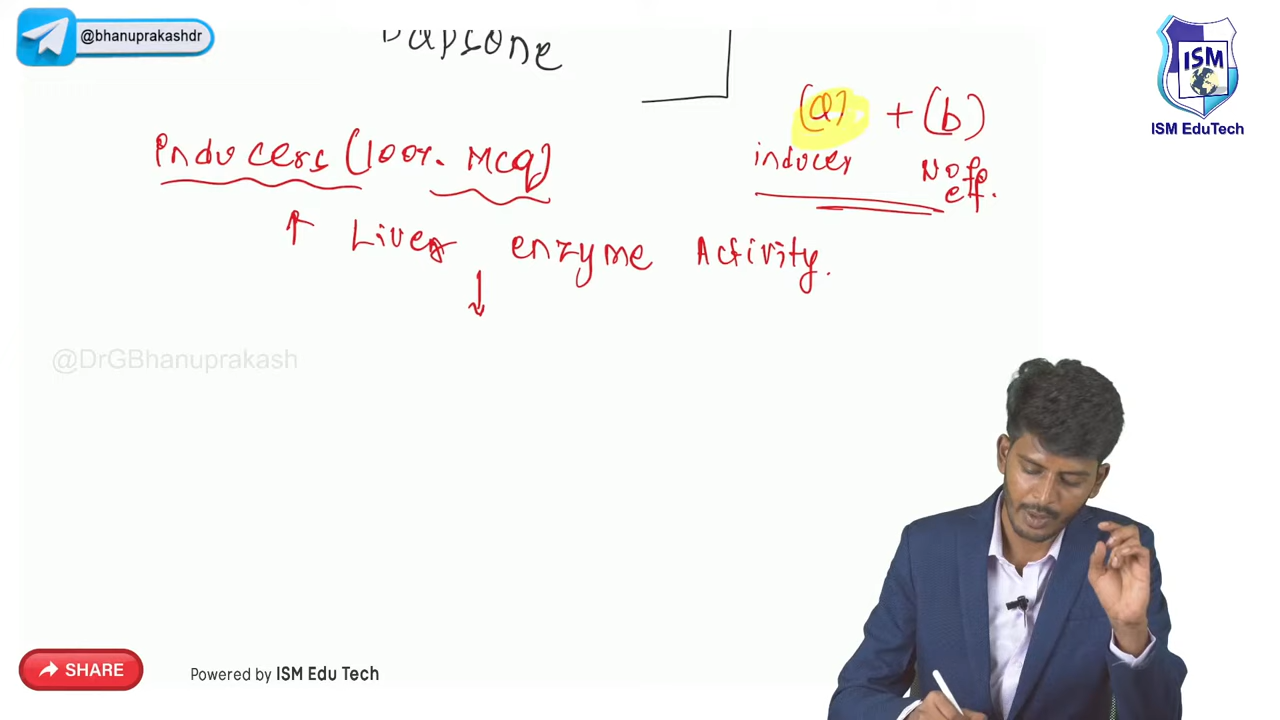 @bhanuprakashdr
Dapsone
ISM
ISM EduTech
(a) + (b)
inducer No eff.
Inducers (100% MCQ)
↑ Liver enzyme Activity.
↓
@DrGBhanuprakash
SHARE
Powered by ISM Edu Tech